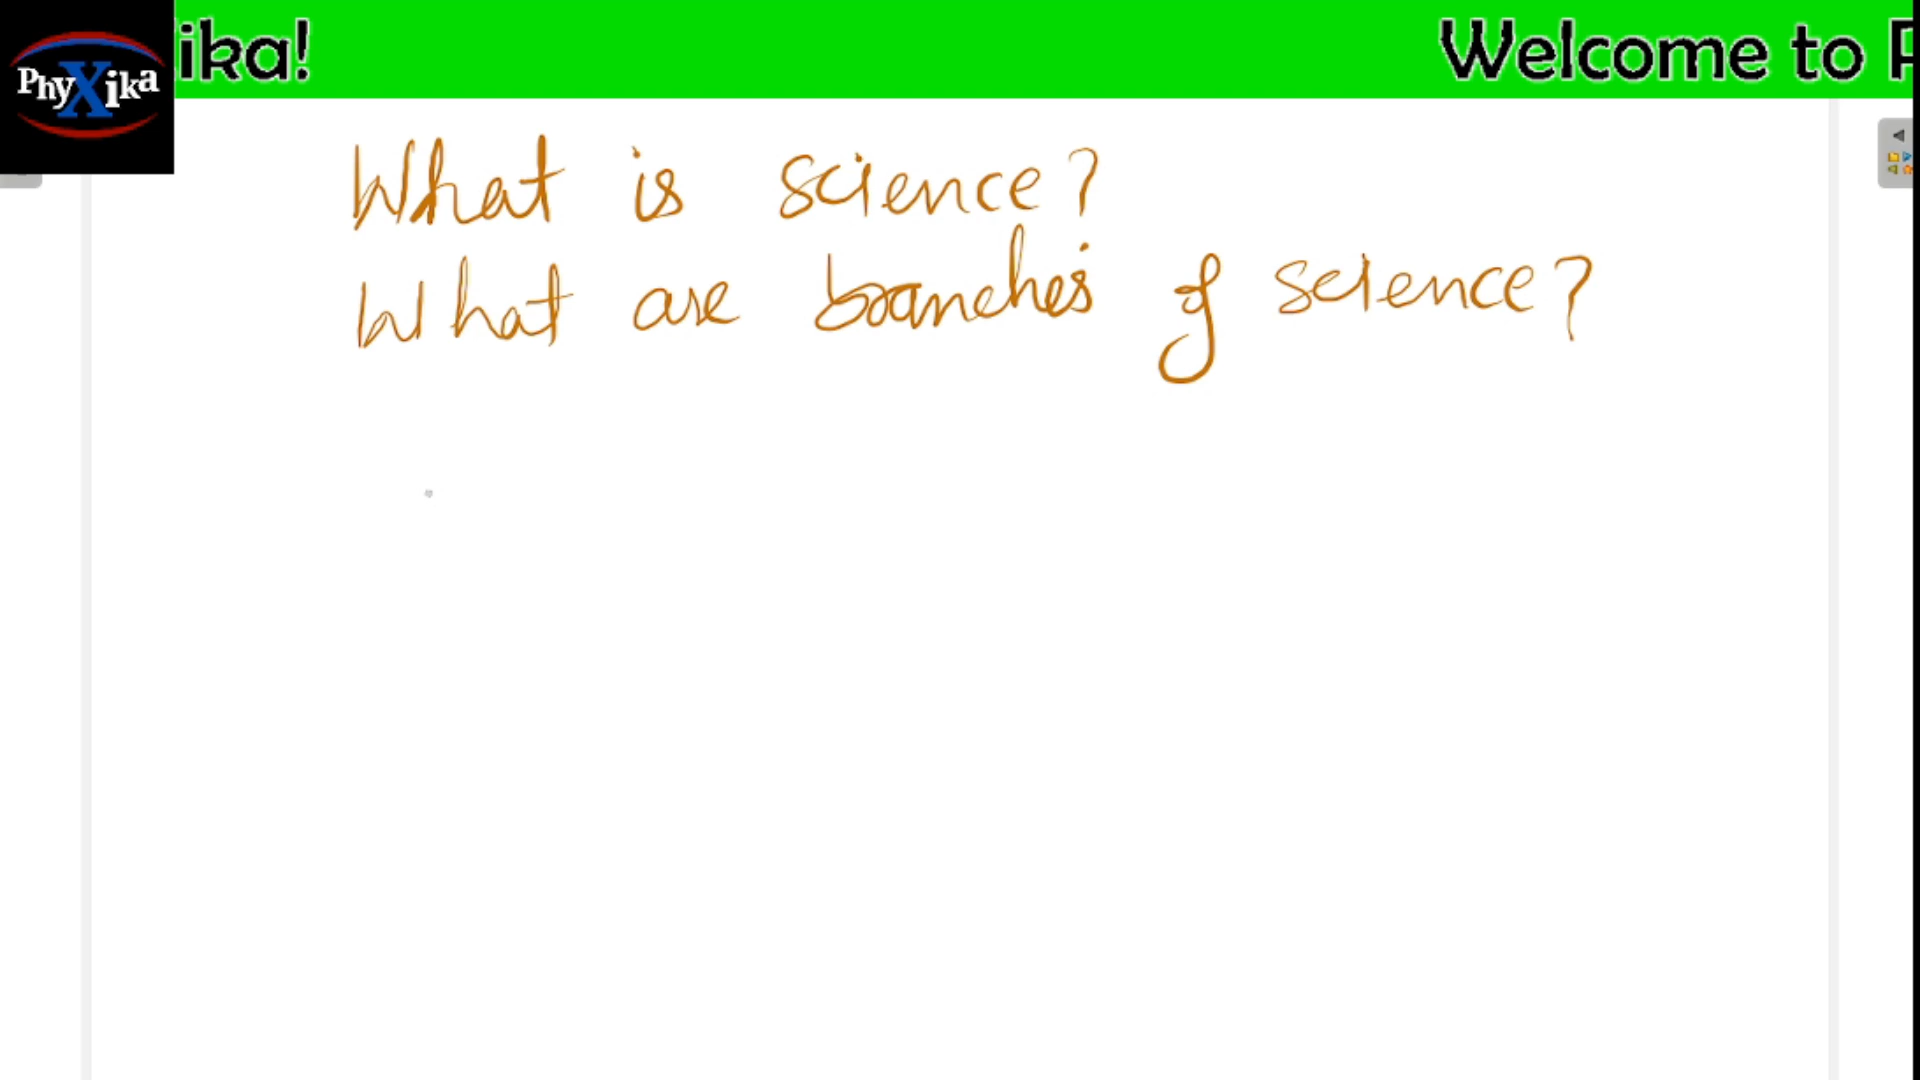 PhyXika
ika!
Welcome to P
What is science?
What are branches of science?